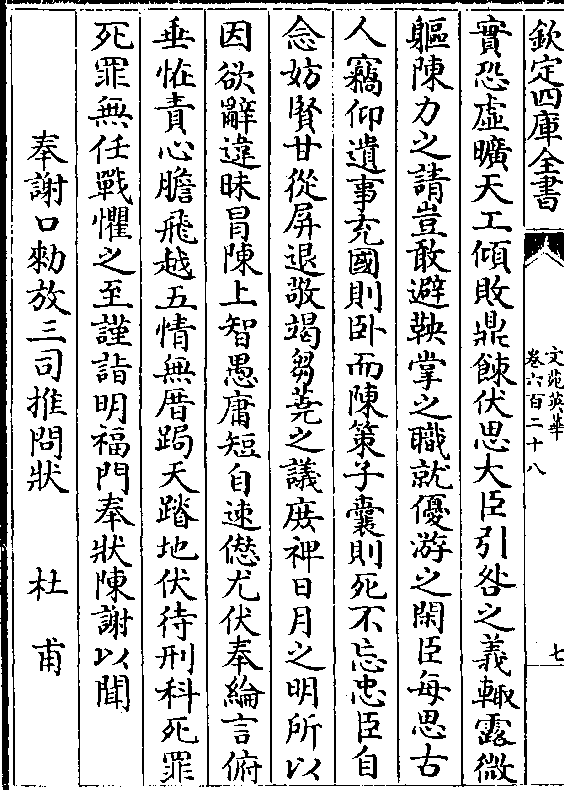 欽定四庫全書
文苑英華
卷六百二十八
七
實恐虛曠天工傾敗鼎餗伏思大臣引咎之義輙露微
軀陳力之請豈敢避鞅掌之職就優游之閑臣每思古
人竊仰遺事充國則卧而陳策子囊則死不忘忠臣自
念妨賢甘從屏退敬竭芻蕘之議庶裨日月之明所以
因欲辭違昧冒陳上智愚庸短自速僽尤伏奉綸言俯
垂恠責心膽飛越五情無厝跼天蹐地伏待刑科死罪
死罪無任戰懼之至謹詣明福門奉狀陳謝以聞
奉謝口勅放三司推問狀 杜甫